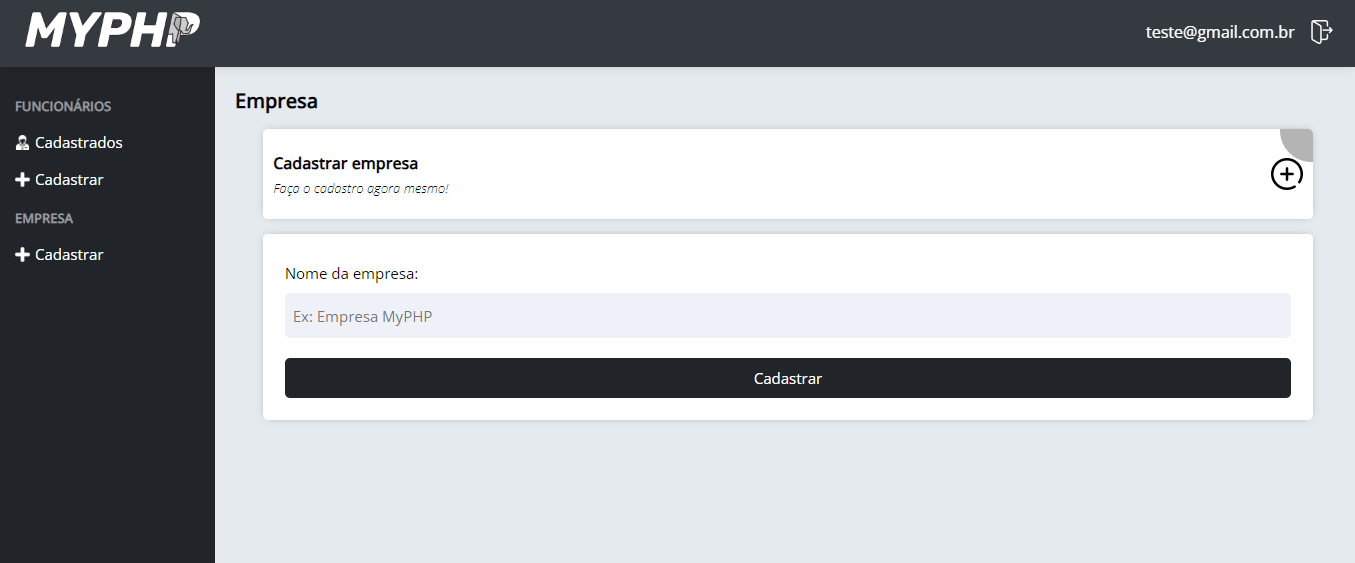 MYPHP
teste@gmail.com.br
FUNCIONÁRIOS
Cadastrados
Cadastrar
EMPRESA
Cadastrar
Empresa
Cadastrar empresa
Faça o cadastro agora mesmo!
Nome da empresa:
Ex: Empresa MyPHP
Cadastrar